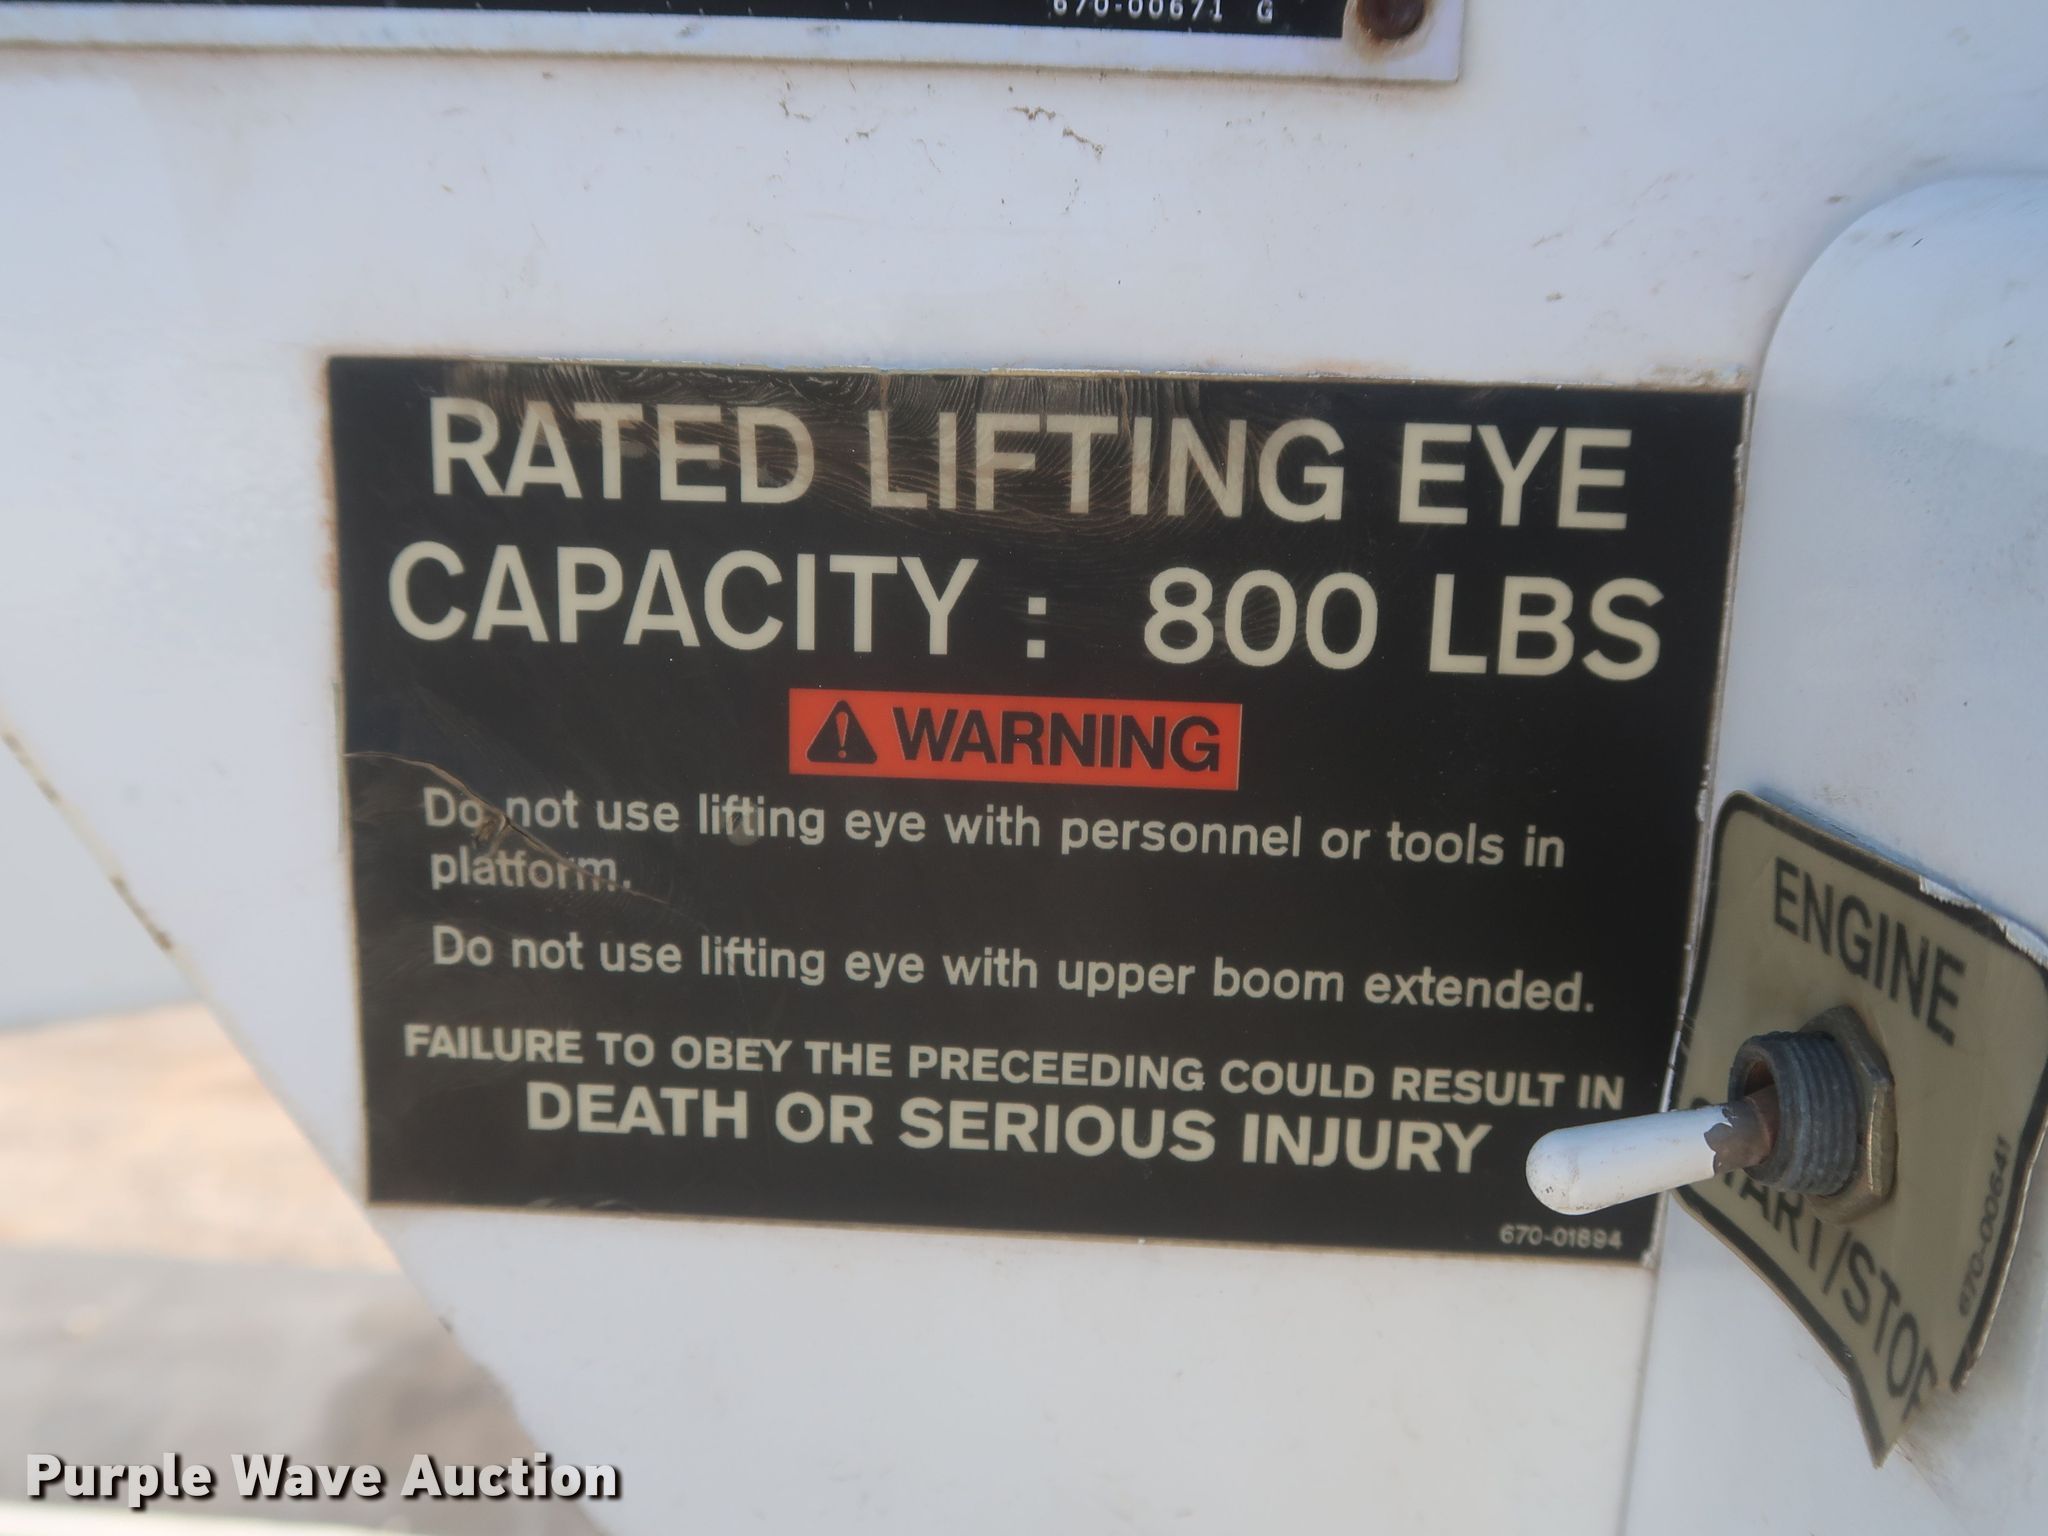 670-00671 G
RATED LIFTING EYE
CAPACITY : 800 LBS
WARNING
Do not use lifting eye with personnel or tools in
platform.
Do not use lifting eye with upper boom extended.
FAILURE TO OBEY THE PRECEEDING COULD RESULT IN
DEATH OR SERIOUS INJURY
670-01894
ENGINE
START/STOP
670-00641
Purple Wave Auction